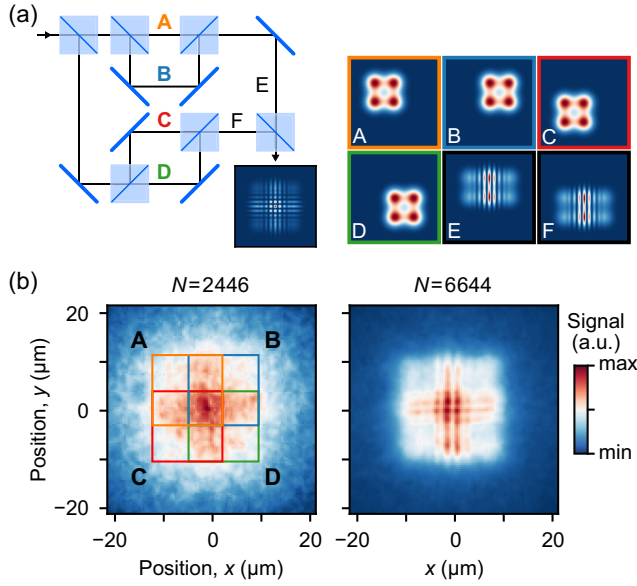 (a)
A
B
C
D
E
F
A
B
C
D
E
F
(b)
N=2446
N=6644
A
B
C
D
Position, y (μm)
20
0
−20
−20
0
20
Position, x (μm)
−20
0
20
x (μm)
Signal
(a.u.)
max
min